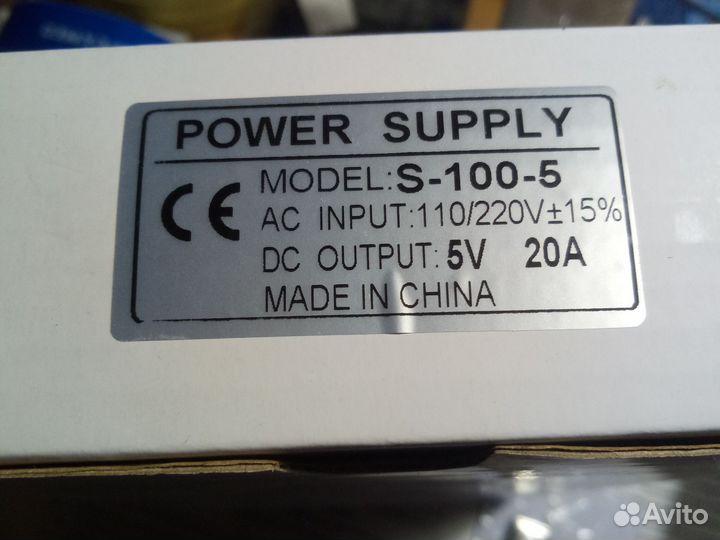 POWER SUPPLY
CE
MODEL: S-100-5
AC INPUT:110/220V±15%
DC OUTPUT: 5V 20A
MADE IN CHINA
Avito